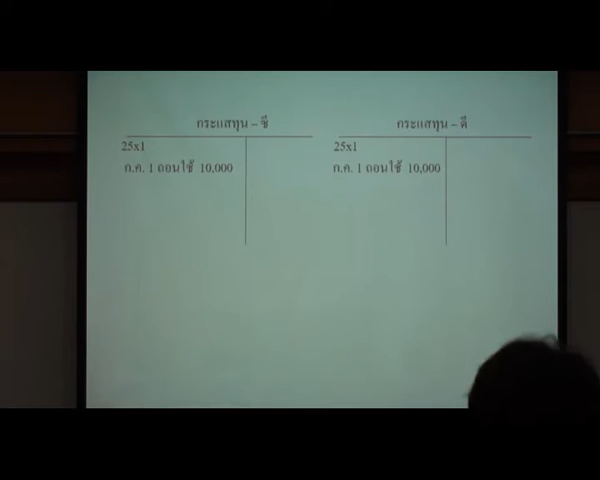 กระแสทุน – ซี
25x1
ก.ค. 1 ถอนใช้ 10,000
กระแสทุน – ดี
25x1
ก.ค. 1 ถอนใช้ 10,000